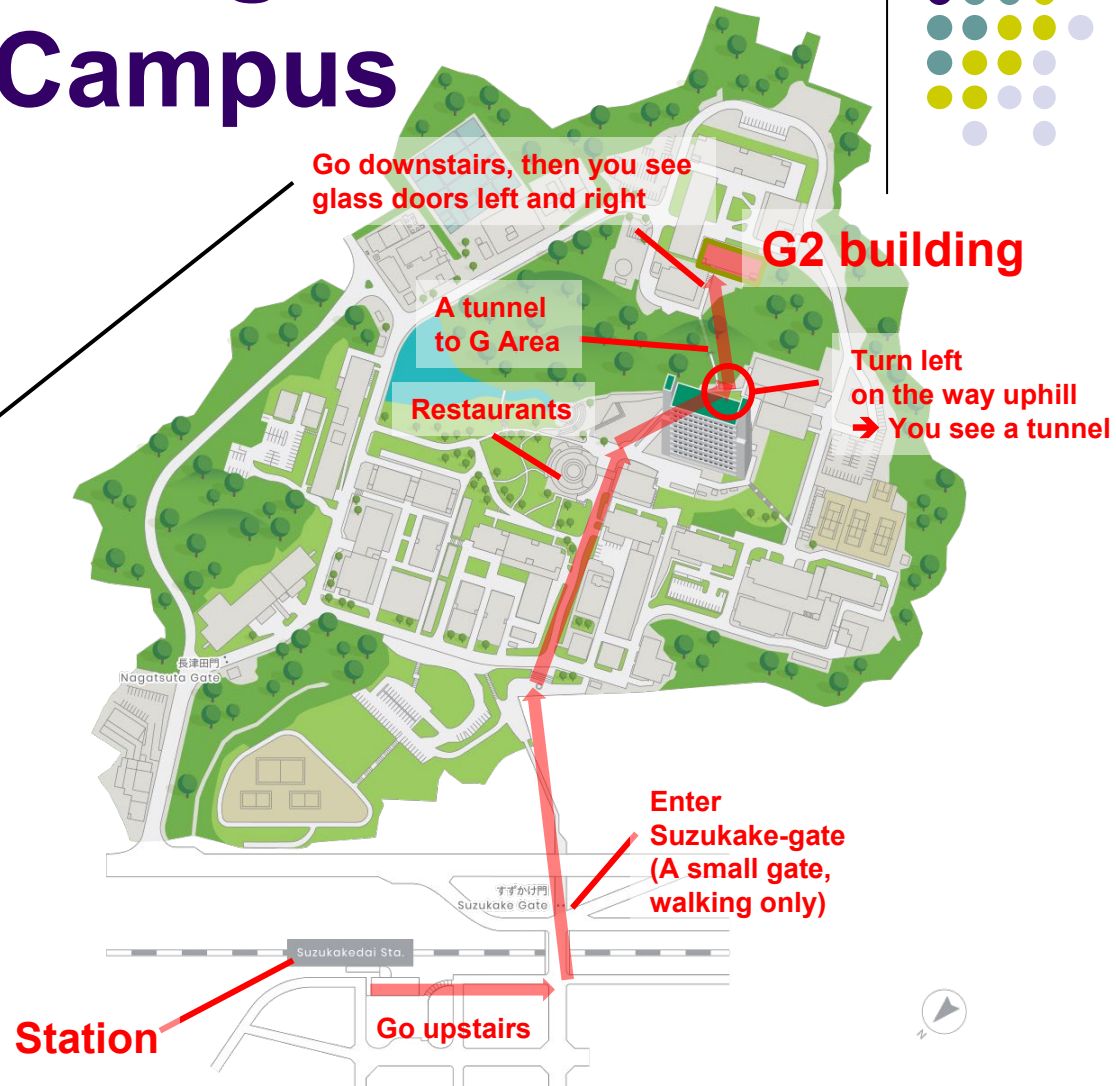 Campus
Go downstairs, then you see
glass doors left and right
G2 building
A tunnel
to G Area
Turn left
on the way uphill
➔ You see a tunnel
Restaurants
長津田門
Nagatsuta Gate
Enter
Suzukake-gate
(A small gate,
walking only)
すずかけ門
Suzukake Gate
Suzukakedai Sta.
Station
Go upstairs
N